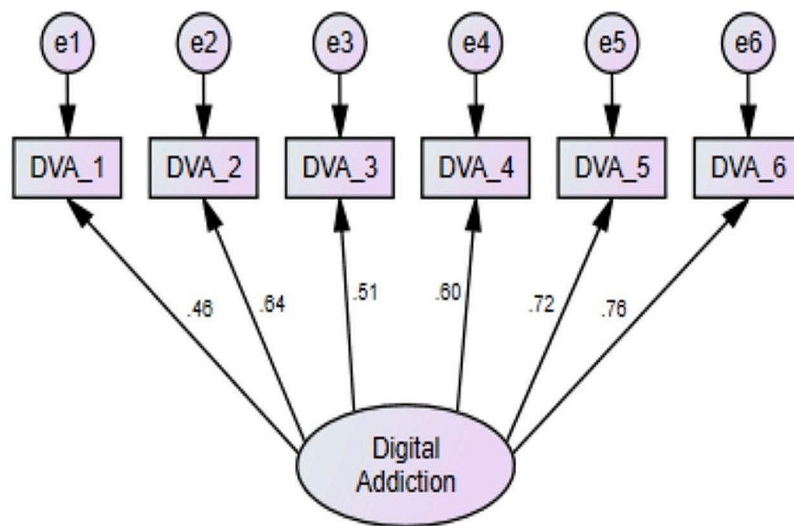 e1 e2 e3 e4 e5 e6
DVA_1 DVA_2 DVA_3 DVA_4 DVA_5 DVA_6
.46 .64 .51 .60 .72 .76
Digital
Addiction